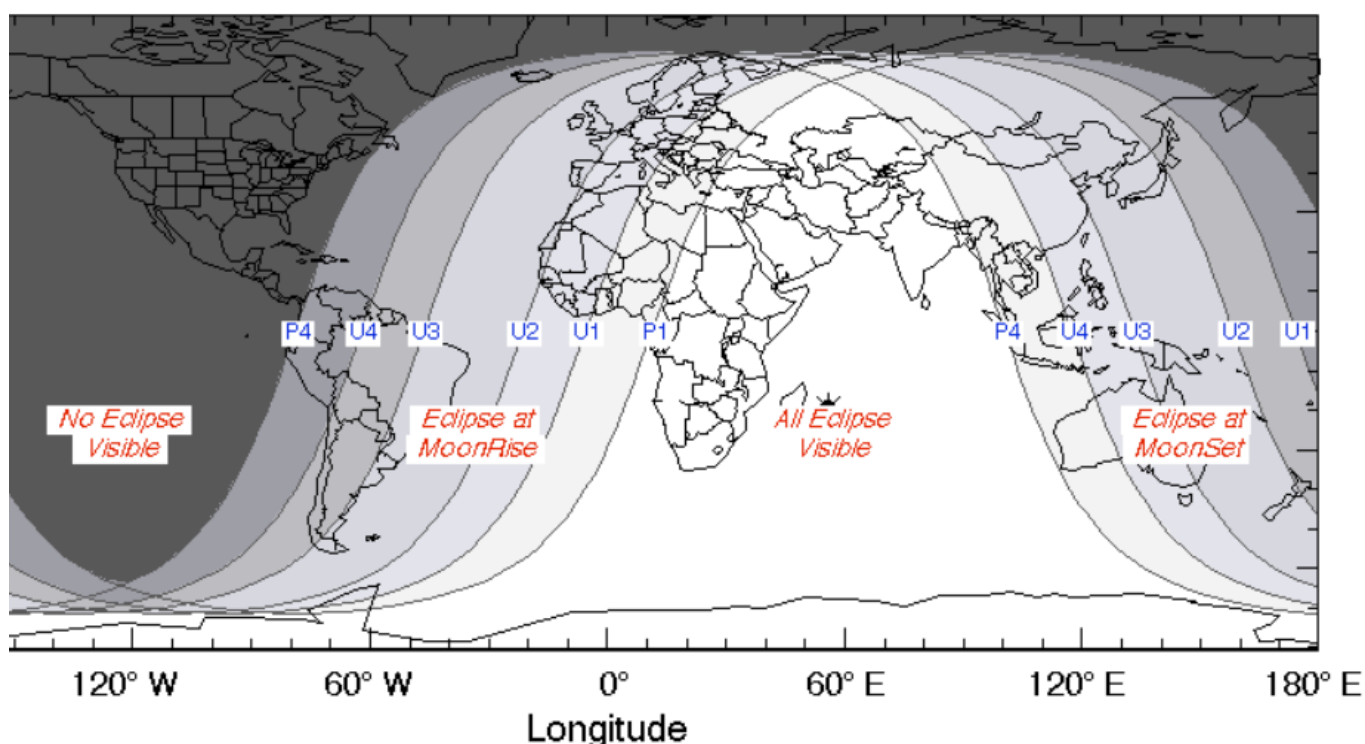 P4 U4 U3 U2 U1 P1 P4 U4 U3 U2 U1
No Eclipse
Visible
Eclipse at
MoonRise
All Eclipse
Visible
Eclipse at
MoonSet
120° W 60° W 0° 60° E 120° E 180° E
Longitude